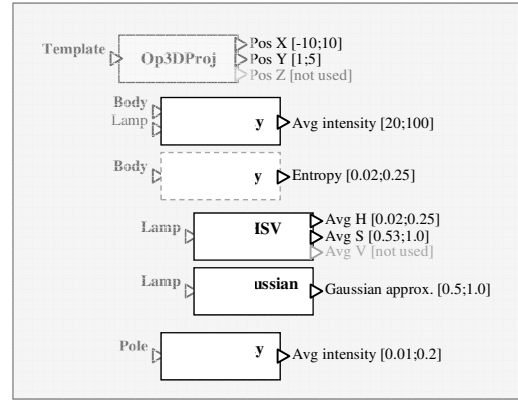 Template Op3DProj Pos X [-10;10]
Pos Y [1;5]
Pos Z [not used]
Body
Lamp y Avg intensity [20;100]
Body y Entropy [0.02;0.25]
Lamp ISV Avg H [0.02;0.25]
Avg S [0.53;1.0]
Avg V [not used]
Lamp ussian Gaussian approx. [0.5;1.0]
Pole y Avg intensity [0.01;0.2]